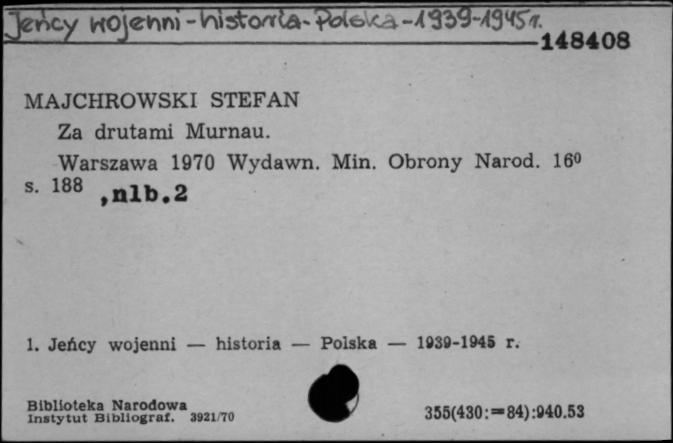 Jeńcy wojenni - historia - Polska - 1939-1945 r.
148408
MAJCHROWSKI STEFAN
Za drutami Murnau.
Warszawa 1970 Wydawn. Min. Obrony Narod. 16⁰
s. 188 ,nlb.2
1. Jeńcy wojenni — historia — Polska — 1939-1945 r.
Biblioteka Narodowa
Instytut Bibliograf. 3921/70
355(430:=84):940.53